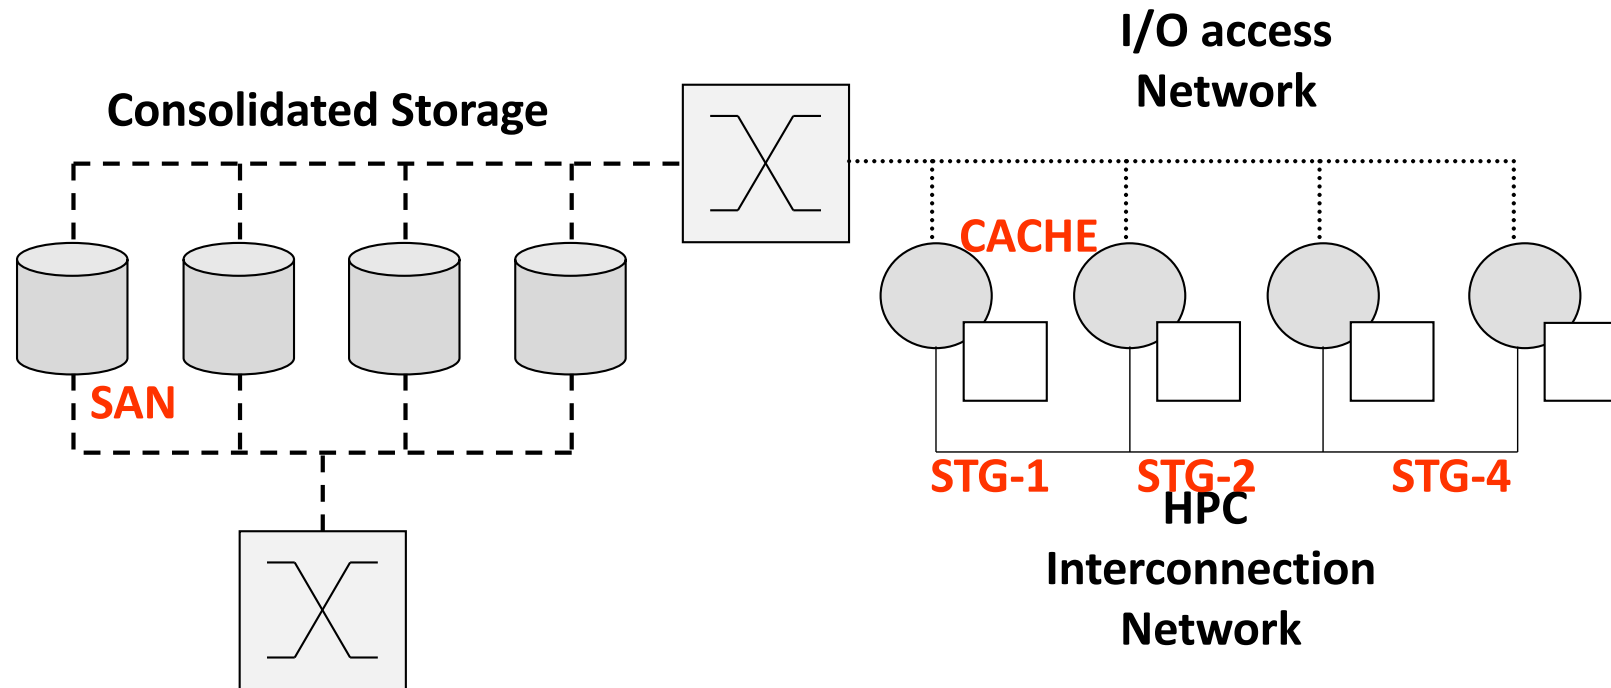 I/O access
Network
Consolidated Storage
CACHE
SAN
STG-1
STG-2
STG-4
HPC
Interconnection
Network